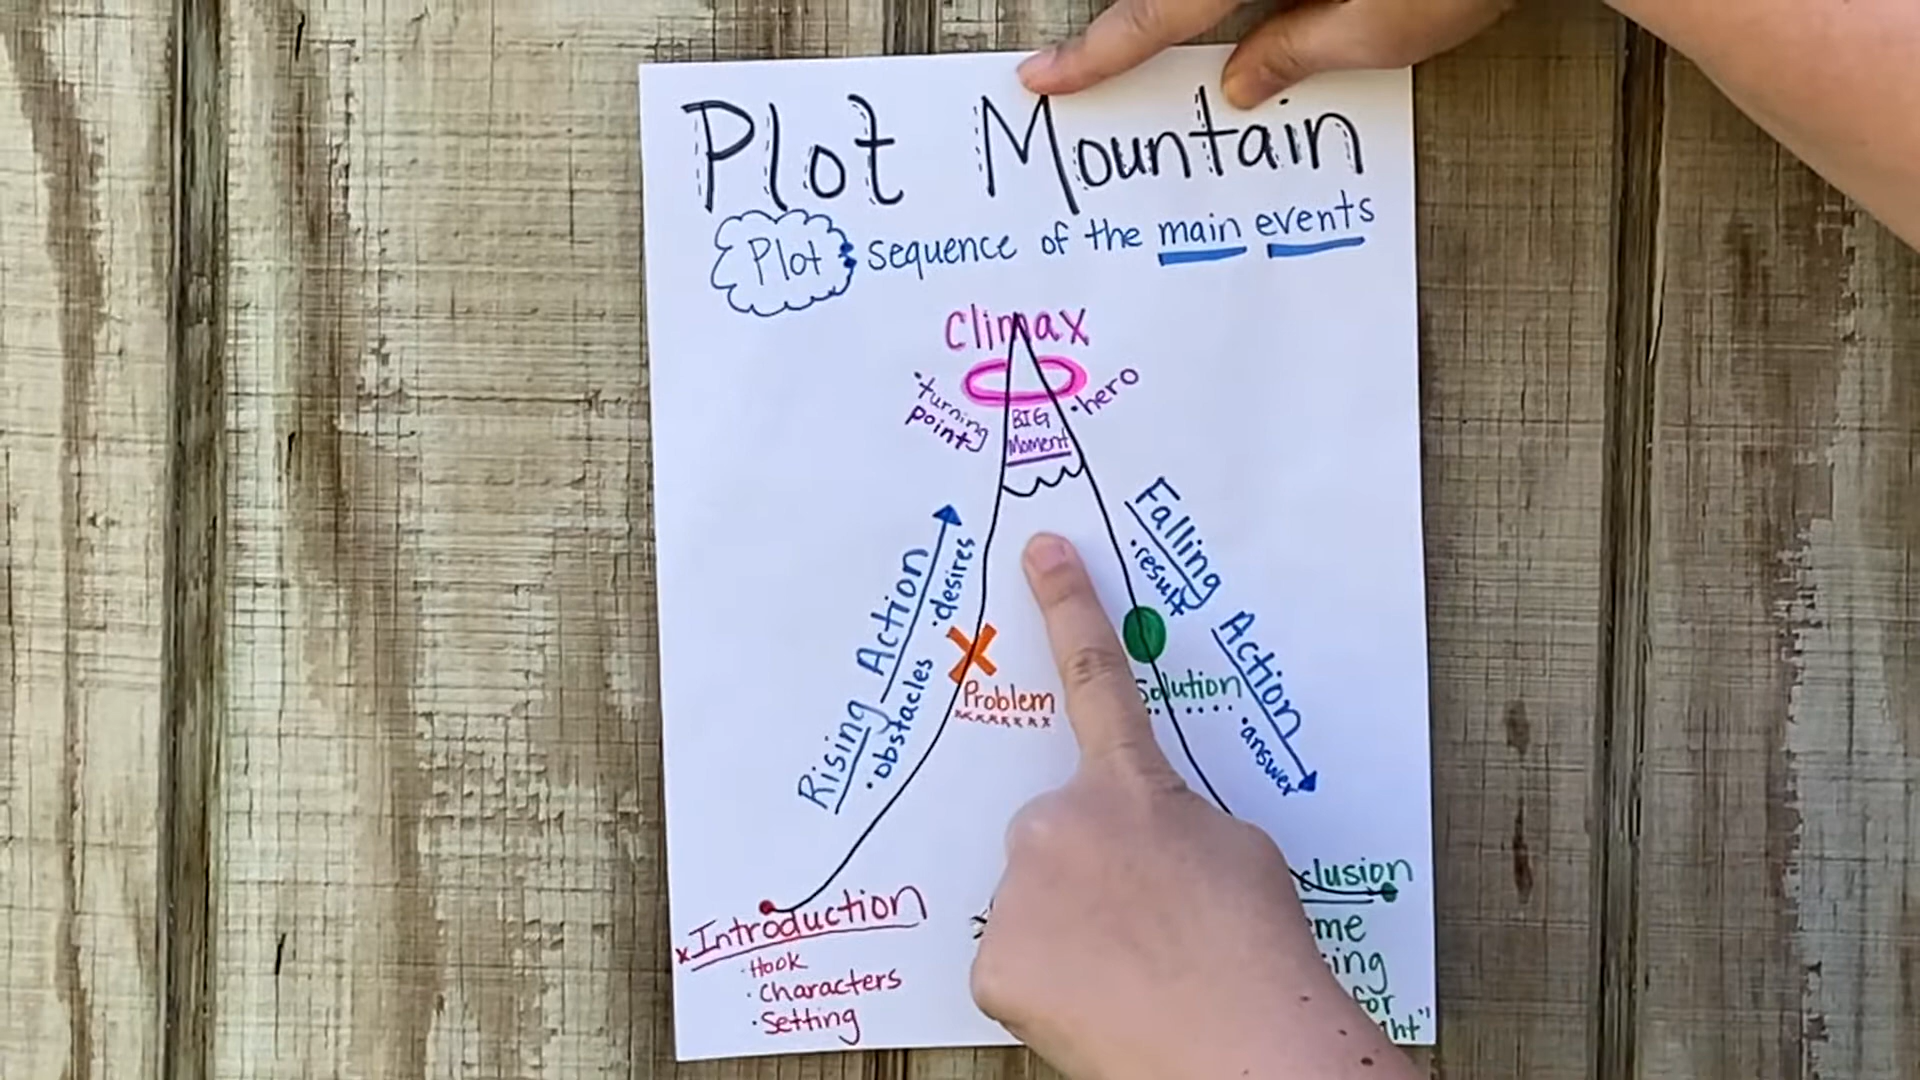 Plot Mountain
Plot: sequence of the main events
Climax
• turning point
BIG Moment
• hero
Rising Action
• obstacles
• desires
Problem
Falling Action
• result
• answer
Solution
x Introduction
• Hook
• Characters
• Setting